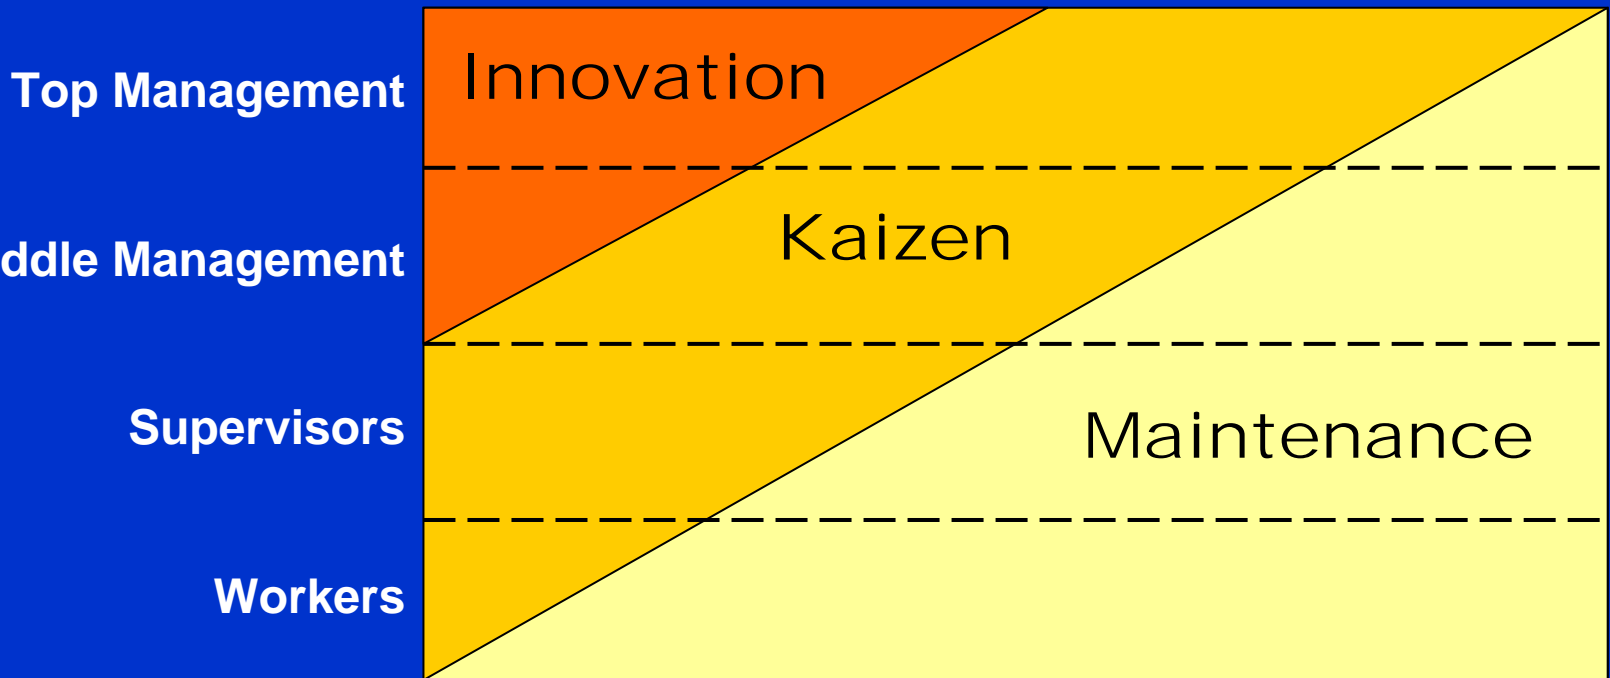 Top Management
Innovation
ddle Management
Kaizen
Supervisors
Maintenance
Workers